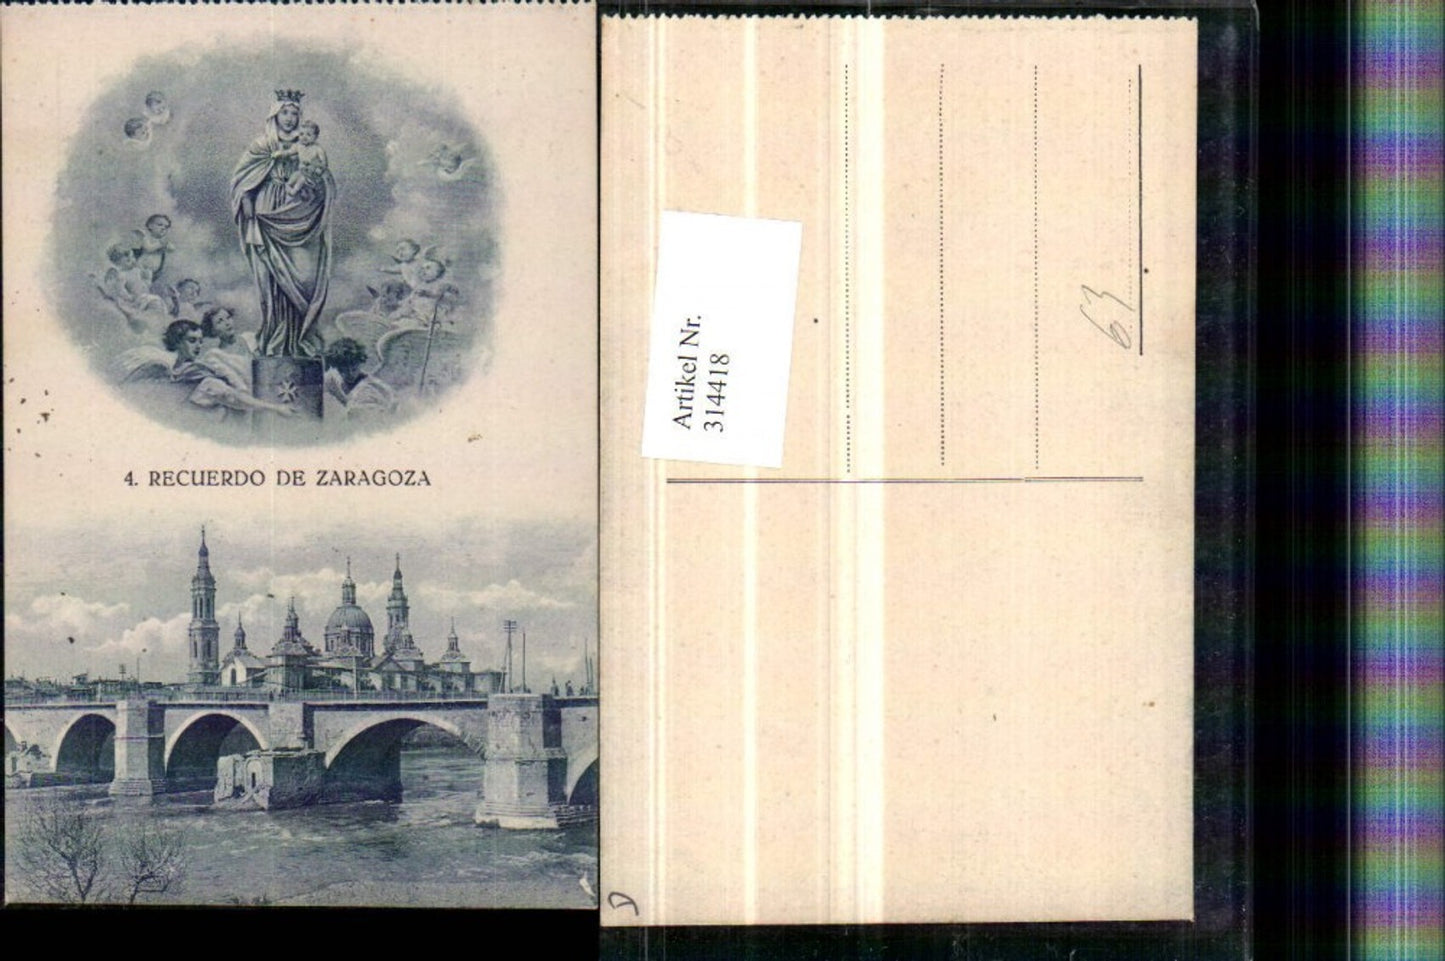 4. RECUERDO DE ZARAGOZA
Artikel Nr.
314418
63
D